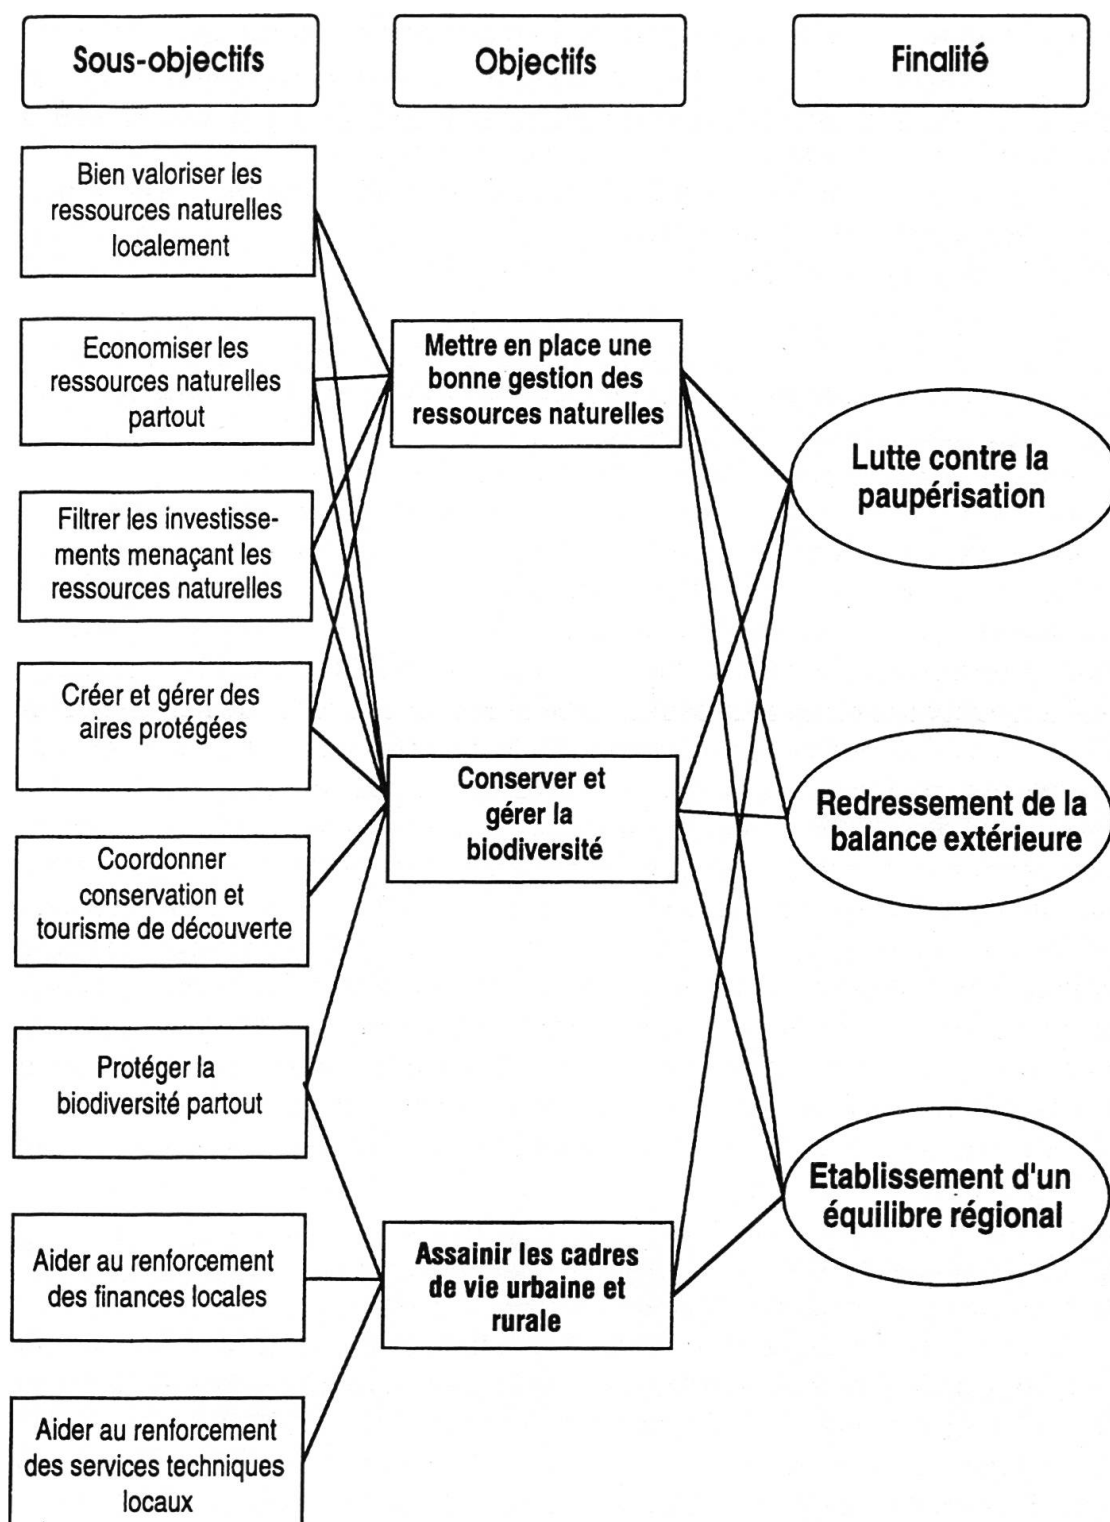 Sous-objectifs
Objectifs
Finalité
Bien valoriser les
ressources naturelles
localement
Economiser les
ressources naturelles
partout
Filtrer les investisse-
ments menaçant les
ressources naturelles
Créer et gérer des
aires protégées
Coordonner
conservation et
tourisme de découverte
Protéger la
biodiversité partout
Aider au renforcement
des finances locales
Aider au renforcement
des services techniques
locaux
Mettre en place une
bonne gestion des
ressources naturelles
Conserver et
gérer la
biodiversité
Assainir les cadres
de vie urbaine et
rurale
Lutte contre la
paupérisation
Redressement de la
balance extérieure
Etablissement d'un
équilibre régional